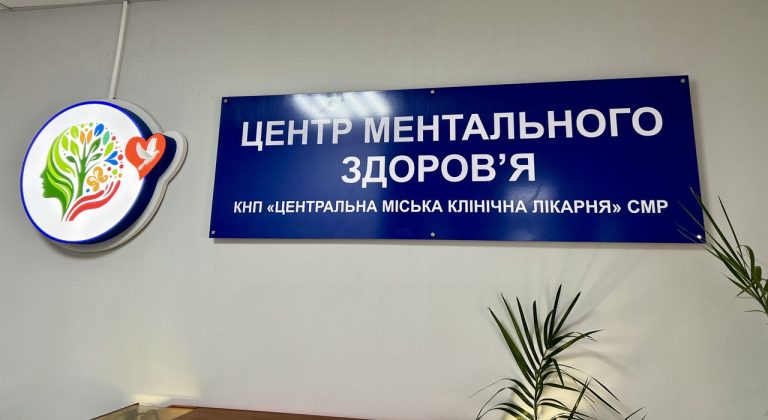 ЦЕНТР МЕНТАЛЬНОГО
ЗДОРОВ’Я
КНП «ЦЕНТРАЛЬНА МІСЬКА КЛІНІЧНА ЛІКАРНЯ» СМР